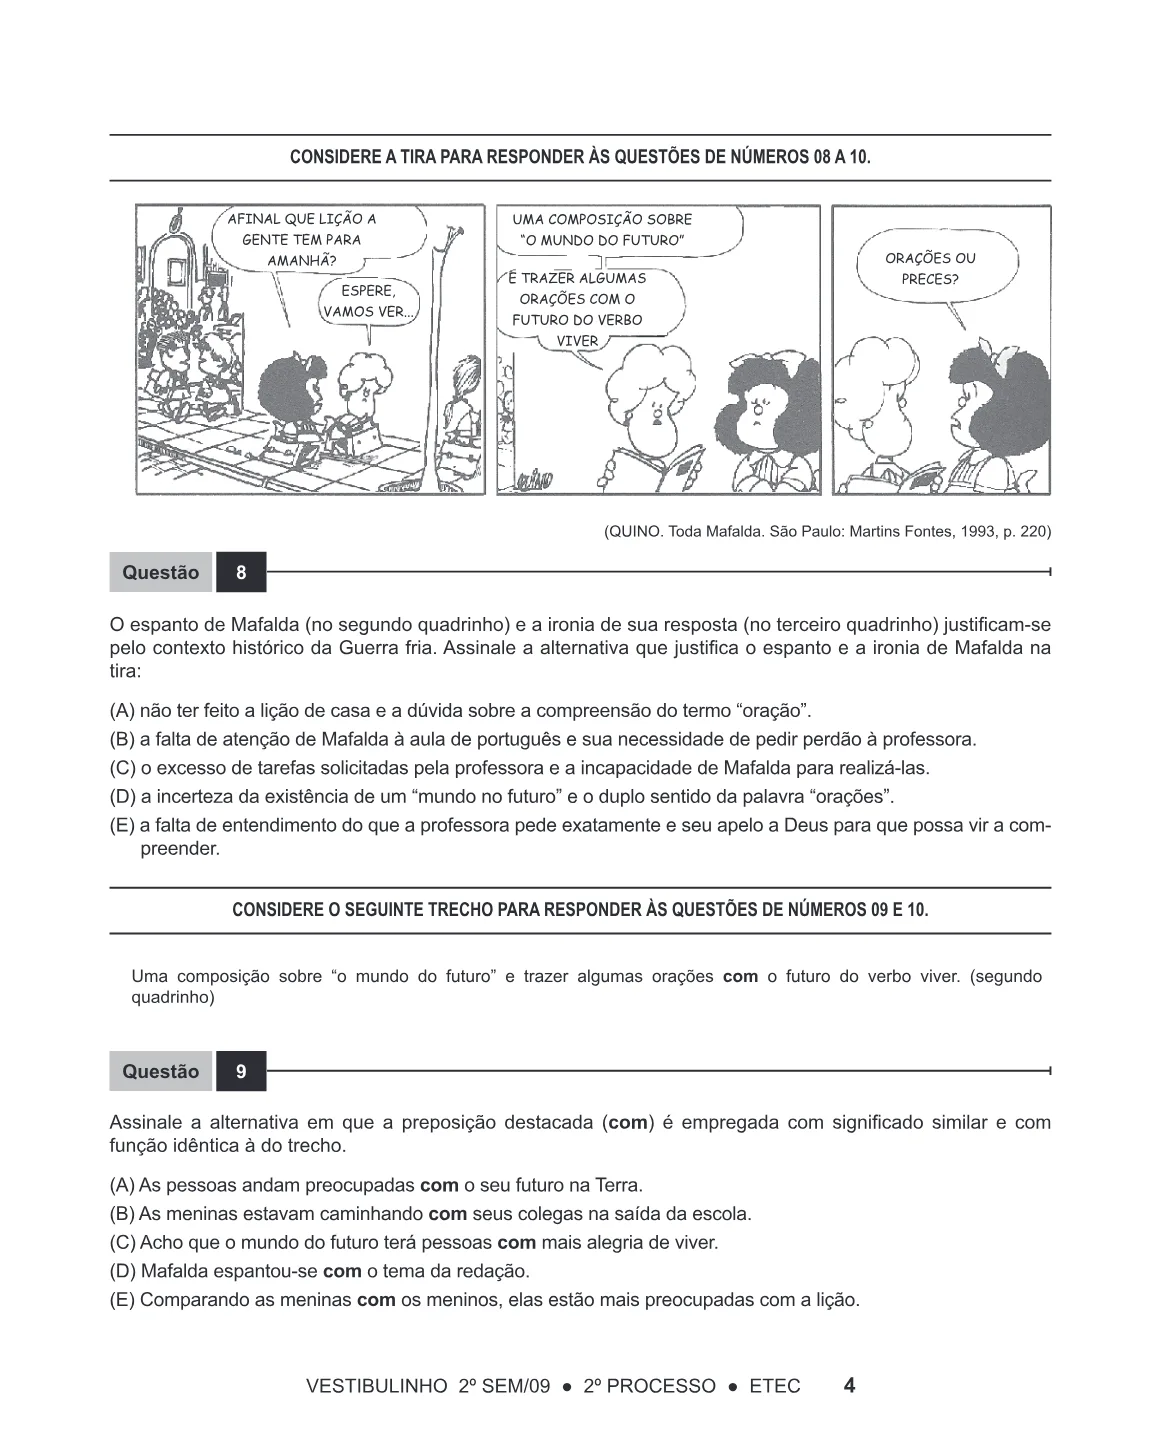 CONSIDERE A TIRA PARA RESPONDER ÀS QUESTÕES DE NÚMEROS 08 A 10.
AFINAL QUE LIÇÃO A
GENTE TEM PARA
AMANHÃ?
ESPERE,
VAMOS VER...
UMA COMPOSIÇÃO SOBRE
“O MUNDO DO FUTURO”
E TRAZER ALGUMAS
ORAÇÕES COM O
FUTURO DO VERBO
VIVER
QUINO
ORAÇÕES OU
PRECES?
(QUINO. Toda Mafalda. São Paulo: Martins Fontes, 1993, p. 220)
Questão 8
O espanto de Mafalda (no segundo quadrinho) e a ironia de sua resposta (no terceiro quadrinho) justificam-se
pelo contexto histórico da Guerra fria. Assinale a alternativa que justifica o espanto e a ironia de Mafalda na
tira:
(A) não ter feito a lição de casa e a dúvida sobre a compreensão do termo “oração”.
(B) a falta de atenção de Mafalda à aula de português e sua necessidade de pedir perdão à professora.
(C) o excesso de tarefas solicitadas pela professora e a incapacidade de Mafalda para realizá-las.
(D) a incerteza da existência de um “mundo no futuro” e o duplo sentido da palavra “orações”.
(E) a falta de entendimento do que a professora pede exatamente e seu apelo a Deus para que possa vir a com-
preender.
CONSIDERE O SEGUINTE TRECHO PARA RESPONDER ÀS QUESTÕES DE NÚMEROS 09 E 10.
Uma composição sobre “o mundo do futuro” e trazer algumas orações com o futuro do verbo viver. (segundo
quadrinho)
Questão 9
Assinale a alternativa em que a preposição destacada (com) é empregada com significado similar e com
função idêntica à do trecho.
(A) As pessoas andam preocupadas com o seu futuro na Terra.
(B) As meninas estavam caminhando com seus colegas na saída da escola.
(C) Acho que o mundo do futuro terá pessoas com mais alegria de viver.
(D) Mafalda espantou-se com o tema da redação.
(E) Comparando as meninas com os meninos, elas estão mais preocupadas com a lição.
VESTIBULINHO 2º SEM/09 ● 2º PROCESSO ● ETEC 4